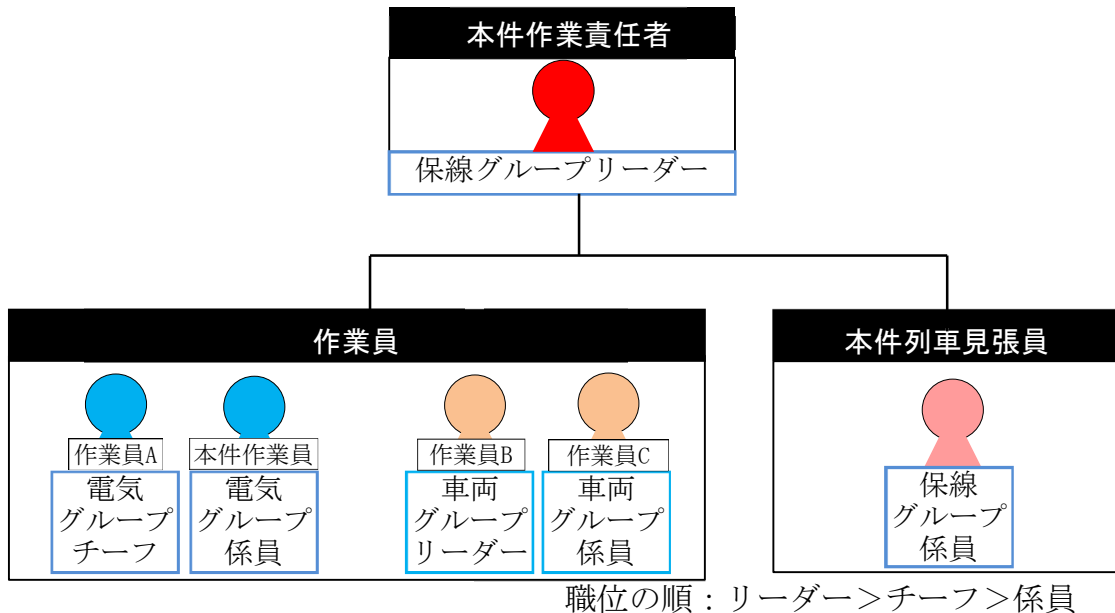 本件作業責任者
保線グループリーダー
作業員
作業員A
電気
グループ
チーフ
本件作業員
電気
グループ
係員
作業員B
車両
グループ
リーダー
作業員C
車両
グループ
係員
本件列車見張員
保線
グループ
係員
職位の順：リーダー＞チーフ＞係員